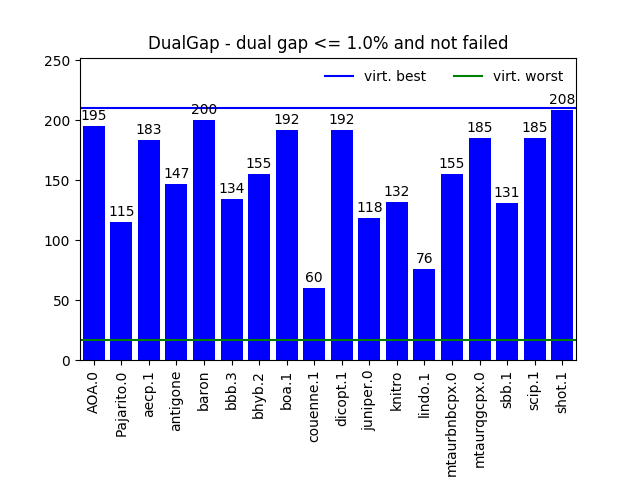 DualGap - dual gap <= 1.0% and not failed
virt. best
virt. worst
250
200
150
100
50
0
195
115
183
147
200
134
155
192
60
192
118
132
76
155
185
131
185
208
AOA.0
Pajarito.0
aecp.1
antigone
baron
bbb.3
bhyb.2
boa.1
couenne.1
dicopt.1
juniper.0
knitro
lindo.1
mtaurbnbcpx.0
mtaurqgcpx.0
sbb.1
scip.1
shot.1